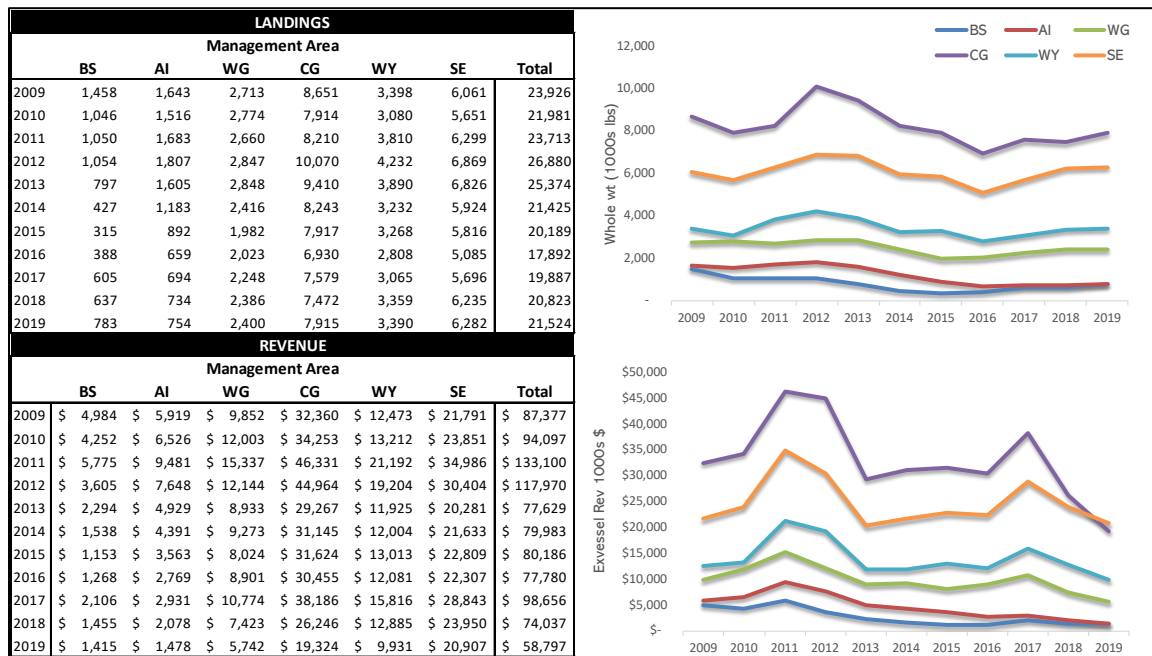 LANDINGS
Management Area
BS AI WG CG WY SE Total
2009 1,458 1,643 2,713 8,651 3,398 6,061 23,926
2010 1,046 1,516 2,774 7,914 3,080 5,651 21,981
2011 1,050 1,683 2,660 8,210 3,810 6,299 23,713
2012 1,054 1,807 2,847 10,070 4,232 6,869 26,880
2013 797 1,605 2,848 9,410 3,890 6,826 25,374
2014 427 1,183 2,416 8,243 3,232 5,924 21,425
2015 315 892 1,982 7,917 3,268 5,816 20,189
2016 388 659 2,023 6,930 2,808 5,085 17,892
2017 605 694 2,248 7,579 3,065 5,696 19,887
2018 637 734 2,386 7,472 3,359 6,235 20,823
2019 783 754 2,400 7,915 3,390 6,282 21,524
REVENUE
Management Area
BS AI WG CG WY SE Total
2009 $ 4,984 $ 5,919 $ 9,852 $ 32,360 $ 12,473 $ 21,791 $ 87,377
2010 $ 4,252 $ 6,526 $ 12,003 $ 34,253 $ 13,212 $ 23,851 $ 94,097
2011 $ 5,775 $ 9,481 $ 15,337 $ 46,331 $ 21,192 $ 34,986 $ 133,100
2012 $ 3,605 $ 7,648 $ 12,144 $ 44,964 $ 19,204 $ 30,404 $ 117,970
2013 $ 2,294 $ 4,929 $ 8,933 $ 29,267 $ 11,925 $ 20,281 $ 77,629
2014 $ 1,538 $ 4,391 $ 9,273 $ 31,145 $ 12,004 $ 21,633 $ 79,983
2015 $ 1,153 $ 3,563 $ 8,024 $ 31,624 $ 13,013 $ 22,809 $ 80,186
2016 $ 1,268 $ 2,769 $ 8,901 $ 30,455 $ 12,081 $ 22,307 $ 77,780
2017 $ 2,106 $ 2,931 $ 10,774 $ 38,186 $ 15,816 $ 28,843 $ 98,656
2018 $ 1,455 $ 2,078 $ 7,423 $ 26,246 $ 12,885 $ 23,950 $ 74,037
2019 $ 1,415 $ 1,478 $ 5,742 $ 19,324 $ 9,931 $ 20,907 $ 58,797
BS AI WG
CG WY SE
Whole wt (1000s lbs)
12,000
10,000
8,000
6,000
4,000
2,000
-
2009 2010 2011 2012 2013 2014 2015 2016 2017 2018 2019
Exvessel Rev 1000s $
$50,000
$45,000
$40,000
$35,000
$30,000
$25,000
$20,000
$15,000
$10,000
$5,000
$-
2009 2010 2011 2012 2013 2014 2015 2016 2017 2018 2019